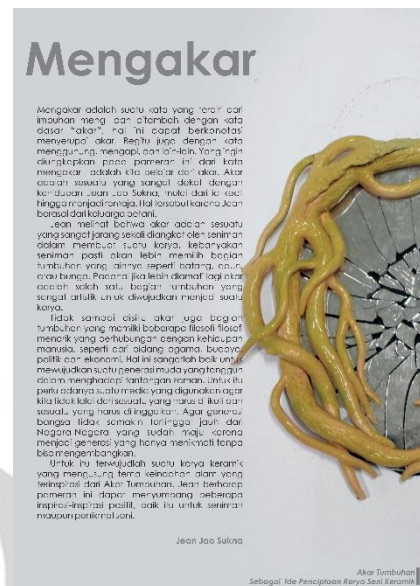 Mengakar
Mengakar adalah suatu kata yang terdiri dari
imbuhan meng- dan ditambah dengan kata
dasar "akar", hal ini dapat berkonotasi
menyerupai akar. Begitu juga dengan kata
menggunung, mengapi, dan lain-lain. Yang ingin
diungkapkan pada pameran ini dari kata
mengakar adalah kita belajar dari akar. Akar
adalah sesuatu yang sangat dekat dengan
kehidupan Jean Jao Sukna, mulai dari ia kecil
hingga menjadi remaja. Hal tersebut karena Jean
berasal dari keluarga petani.
Jean melihat bahwa akar adalah sesuatu
yang sangat jarang sekali diangkat oleh seniman
dalam membuat suatu karya, kebanyakan
seniman pasti akan lebih memilih bagian
tumbuhan yang lainnya seperti batang, daun,
atau bunga. Padahal jika lebih diamati lagi akar
adalah salah satu bagian tumbuhan yang
sangat artistik untuk diwujudkan menjadi suatu
karya.
Tidak sampai disitu akar juga bagian
tumbuhan yang memilki beberapa filosofi-filosofi
menarik yang berhubungan dengan kehidupan
manusia, seperti dari bidang agama, budaya,
politik dan ekonomi. Hal ini sangatlah baik untuk
mewujudkan suatu generasi muda yang tangguh
dalam menghadapi tantangan zaman. Untuk itu
perlu adanya suatu media yang digunakan agar
kita tidak lalai dari sesuatu yang harus di ikuti dan
sesuatu yang harus di tinggalkan. Agar generasi
bangsa tidak semakin tertinggal jauh dari
Negara-Negara yang sudah maju karena
menjadi generasi yang hanya menikmati tanpa
bisa mengembangkan.
Untuk itu terwujudlah suatu karya keramik
yang mengusung tema keindahan alam yang
terinspirasi dari Akar Tumbuhan. Jean berharap
pameran ini dapat menyumbang beberapa
inspirasi-inspirasi positif, baik itu untuk seniman
maupun penikmat seni.
Jean Jao Sukna
Akar Tumbuhan
Sebagai Ide Penciptaan Karya Seni Keramik